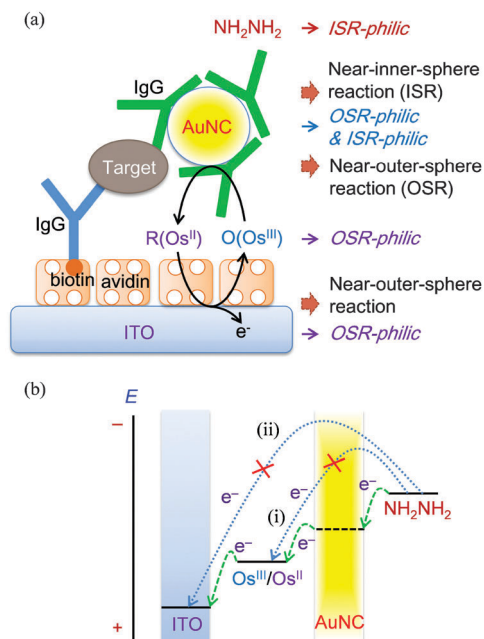 (a)
NH₂NH₂ → ISR-philic
IgG
Near-inner-sphere
reaction (ISR)
AuNC
OSR-philic
& ISR-philic
Target
Near-outer-sphere
reaction (OSR)
IgG
R(Osᴵᴵ) O(Osᴵᴵᴵ) → OSR-philic
biotin avidin
Near-outer-sphere
reaction
ITO e⁻ → OSR-philic
(b)
E
−
(ii)
e⁻
e⁻
e⁻
NH₂NH₂
(i)
e⁻
e⁻
Osᴵᴵᴵ/Osᴵᴵ
+
ITO
AuNC